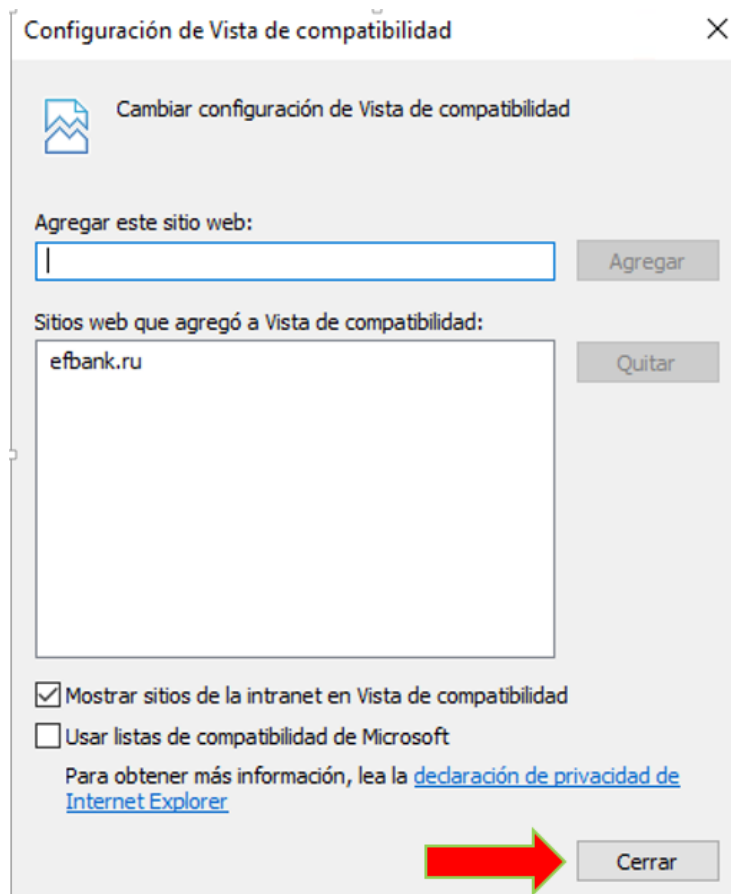 Configuración de Vista de compatibilidad
Cambiar configuración de Vista de compatibilidad
Agregar este sitio web:
Agregar
Sitios web que agregó a Vista de compatibilidad:
efbank.ru
Quitar
Mostrar sitios de la intranet en Vista de compatibilidad
Usar listas de compatibilidad de Microsoft
Para obtener más información, lea la declaración de privacidad de
Internet Explorer
Cerrar